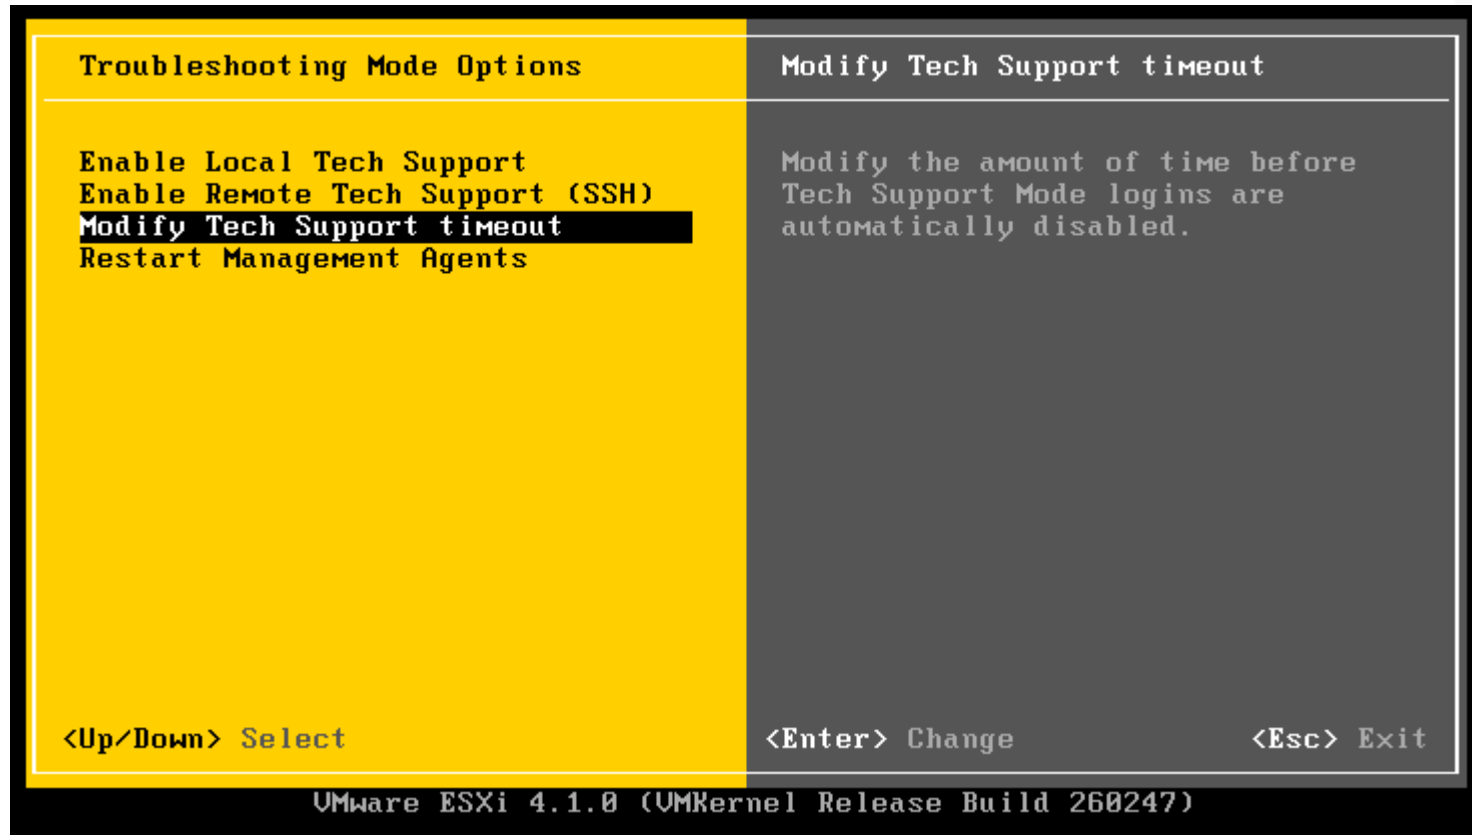 Troubleshooting Mode Options
Enable Local Tech Support
Enable Remote Tech Support (SSH)
Modify Tech Support timeout
Restart Management Agents
<Up/Down> Select
Modify Tech Support timeout
Modify the amount of time before
Tech Support Mode logins are
automatically disabled.
<Enter> Change <Esc> Exit
VMware ESXi 4.1.0 (VMKernel Release Build 260247)